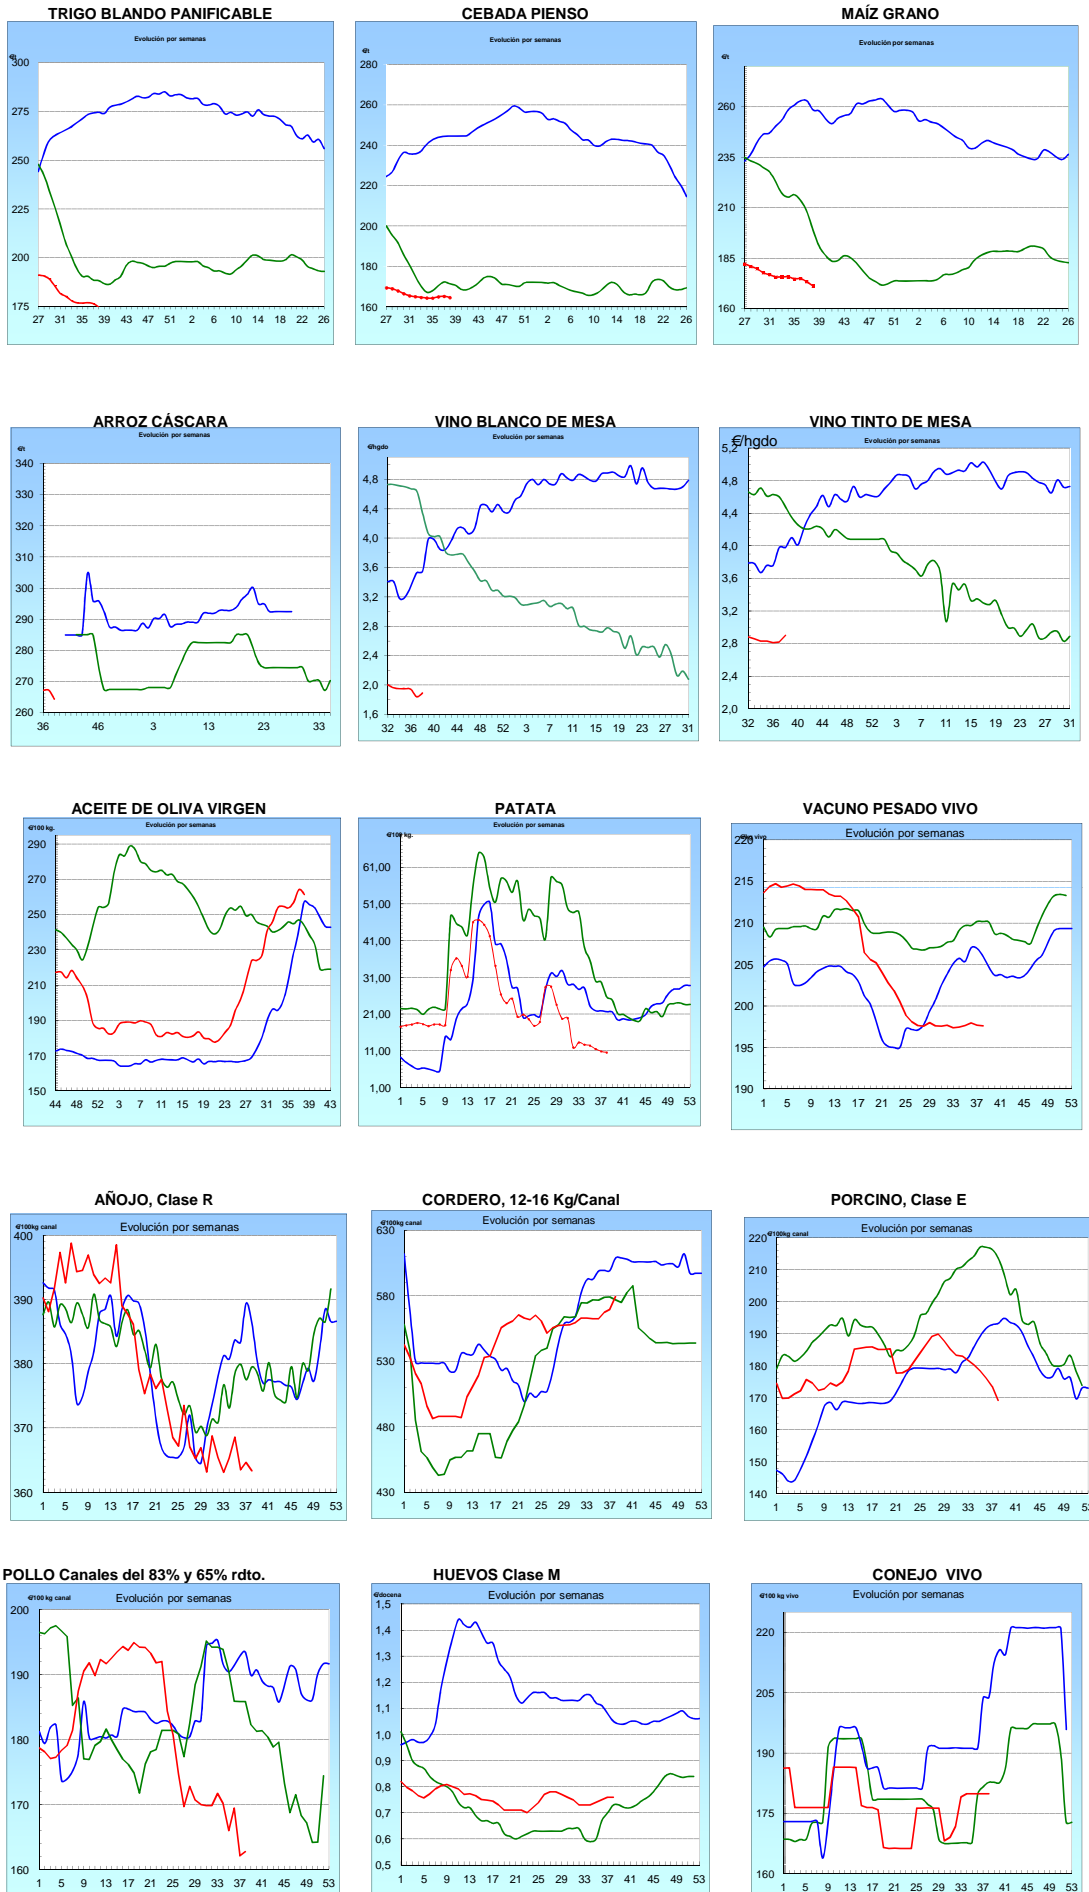 TRIGO BLANDO PANIFICABLE
Evolución por semanas
€/t
300
275
250
225
200
175
27 31 35 39 43 47 51 2 6 10 14 18 22 26
CEBADA PIENSO
Evolución por semanas
€/t
280
260
240
220
200
180
160
27 31 35 39 43 47 51 2 6 10 14 18 22 26
MAÍZ GRANO
Evolución por semanas
€/t
260
235
210
185
160
27 31 35 39 43 47 51 2 6 10 14 18 22 26
ARROZ CÁSCARA
Evolución por semanas
€/t
340
330
320
310
300
290
280
270
260
36 46 3 13 23 33
VINO BLANCO DE MESA
Evolución por semanas
€/hgdo
4,8
4,4
4,0
3,6
3,2
2,8
2,4
2,0
1,6
32 36 40 44 48 52 3 7 11 15 19 23 27 31
VINO TINTO DE MESA
Evolución por semanas
€/hgdo
5,2
4,8
4,4
4,0
3,6
3,2
2,8
2,4
2,0
32 36 40 44 48 52 3 7 11 15 19 23 27 31
ACEITE DE OLIVA VIRGEN
Evolución por semanas
€/100 kg.
290
270
250
230
210
190
170
150
44 48 52 3 7 11 15 19 23 27 31 35 39 43
PATATA
Evolución por semanas
€/100 kg.
61,00
51,00
41,00
31,00
21,00
11,00
1,00
1 5 9 13 17 21 25 29 33 37 41 45 49 53
VACUNO PESADO VIVO
Evolución por semanas
220
215
210
205
200
195
190
1 5 9 13 17 21 25 29 33 37 41 45 49 53
AÑOJO, Clase R
Evolución por semanas
€/100kg canal
400
390
380
370
360
1 5 9 13 17 21 25 29 33 37 41 45 49 53
CORDERO, 12-16 Kg/Canal
Evolución por semanas
€/100kg canal
630
580
530
480
430
1 5 9 13 17 21 25 29 33 37 41 45 49 53
PORCINO, Clase E
Evolución por semanas
€/100kg canal
220
210
200
190
180
170
160
150
140
1 5 9 13 17 21 25 29 33 37 41 45 49
POLLO Canales del 83% y 65% rdto.
Evolución por semanas
€/100 kg canal
200
190
180
170
160
1 5 9 13 17 21 25 29 33 37 41 45 49 53
HUEVOS Clase M
Evolución por semanas
€/docena
1,5
1,4
1,3
1,2
1,1
1,0
0,9
0,8
0,7
0,6
0,5
1 5 9 13 17 21 25 29 33 37 41 45 49 53
CONEJO VIVO
Evolución por semanas
€/100 kg vivo
220
205
190
175
160
1 5 9 13 17 21 25 29 33 37 41 45 49 53